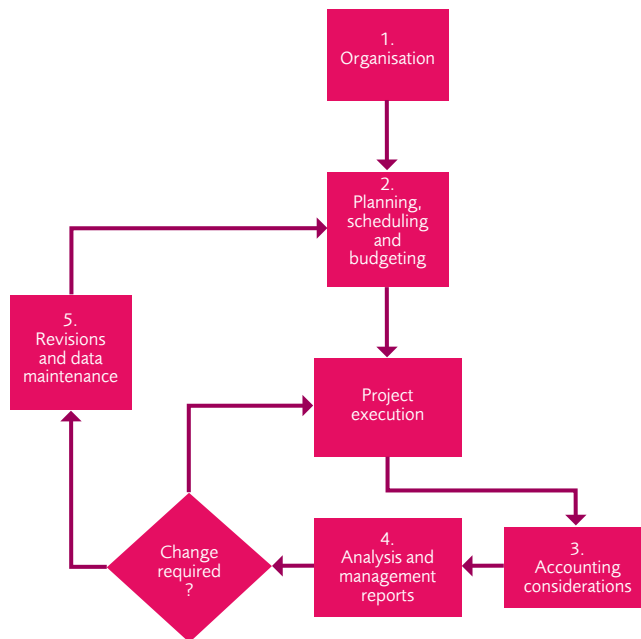 1.
Organisation
2.
Planning,
scheduling
and
budgeting
5.
Revisions
and data
maintenance
Project
execution
Change
required
?
4.
Analysis and
management
reports
3.
Accounting
considerations